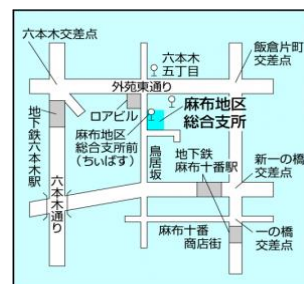 六本木交差点
六本木
五丁目
飯倉片町
交差点
外苑東通り
地下鉄六本木駅
ロアビル
麻布地区
総合支所
麻布地区
総合支所前
(ちぃばす)
鳥居坂
地下鉄
麻布十番駅
新一の橋
交差点
六本木通り
麻布十番
商店街
一の橋
交差点